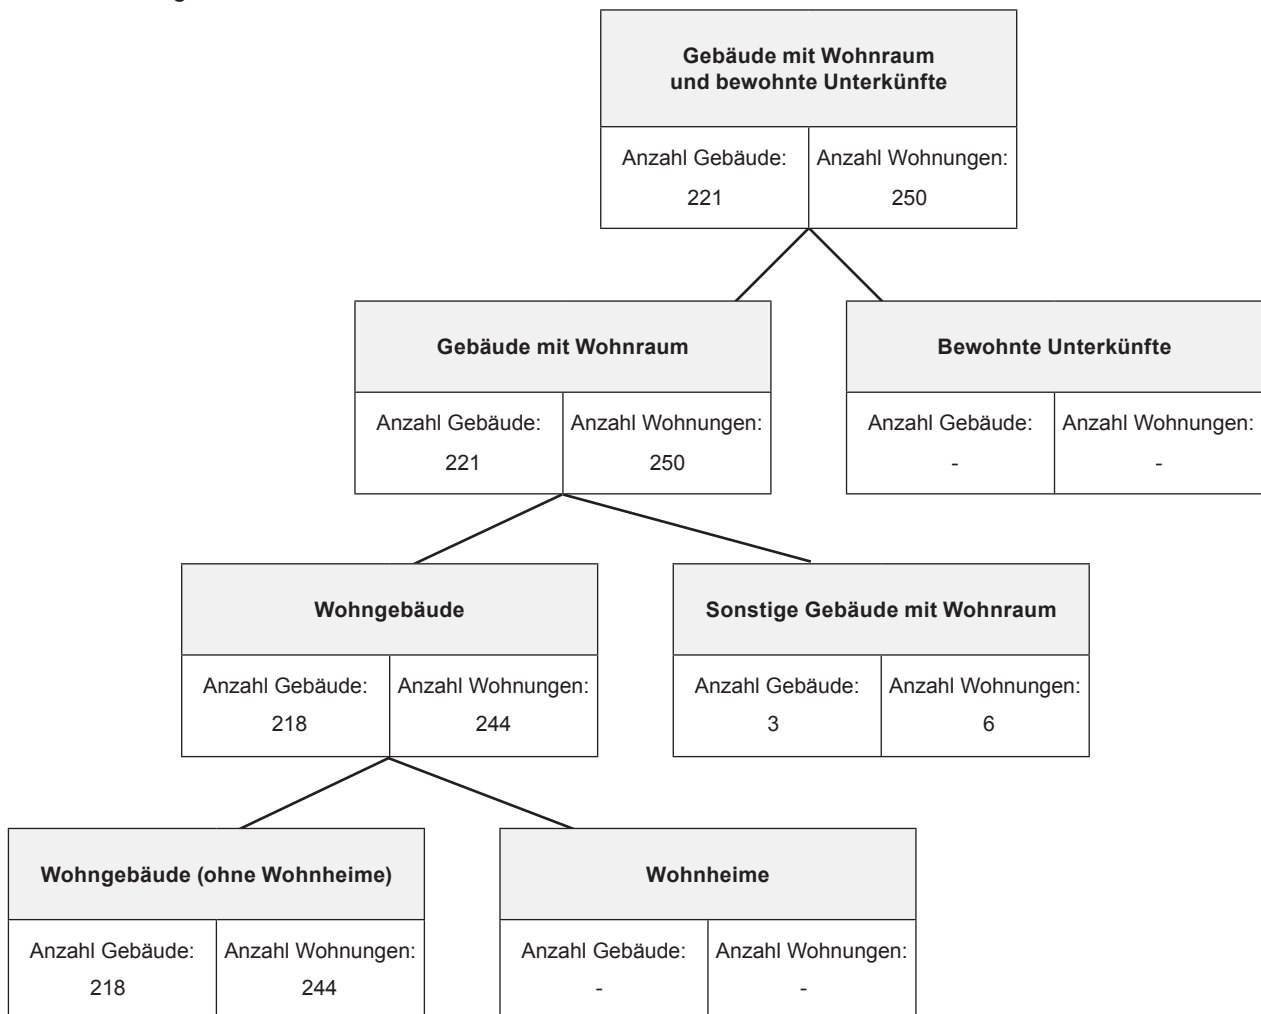 Gebäude mit Wohnraum
und bewohnte Unterkünfte
Anzahl Gebäude: Anzahl Wohnungen:
221 250
Gebäude mit Wohnraum
Anzahl Gebäude: Anzahl Wohnungen:
221 250
Bewohnte Unterkünfte
Anzahl Gebäude: Anzahl Wohnungen:
- -
Wohngebäude
Anzahl Gebäude: Anzahl Wohnungen:
218 244
Sonstige Gebäude mit Wohnraum
Anzahl Gebäude: Anzahl Wohnungen:
3 6
Wohngebäude (ohne Wohnheime)
Anzahl Gebäude: Anzahl Wohnungen:
218 244
Wohnheime
Anzahl Gebäude: Anzahl Wohnungen:
- -